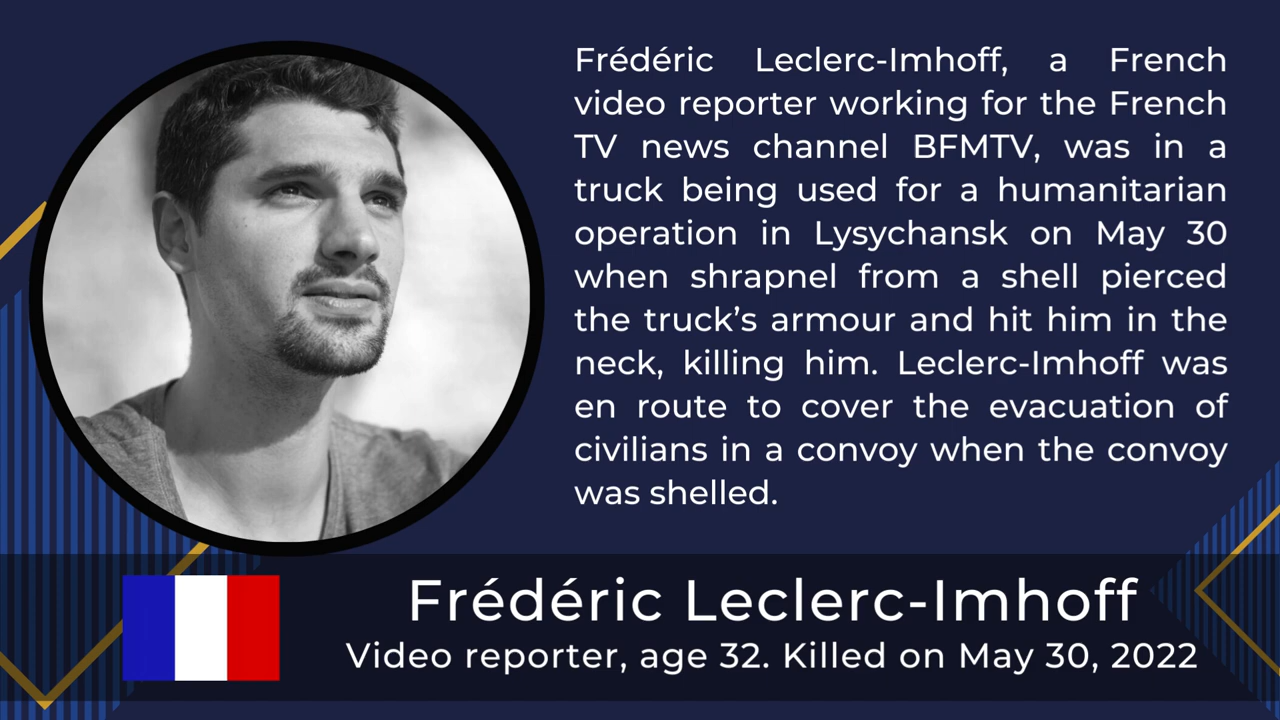 Frédéric Leclerc-Imhoff, a French
video reporter working for the French
TV news channel BFMTV, was in a
truck being used for a humanitarian
operation in Lysychansk on May 30
when shrapnel from a shell pierced
the truck’s armour and hit him in the
neck, killing him. Leclerc-Imhoff was
en route to cover the evacuation of
civilians in a convoy when the convoy
was shelled.
Frédéric Leclerc-Imhoff
Video reporter, age 32. Killed on May 30, 2022